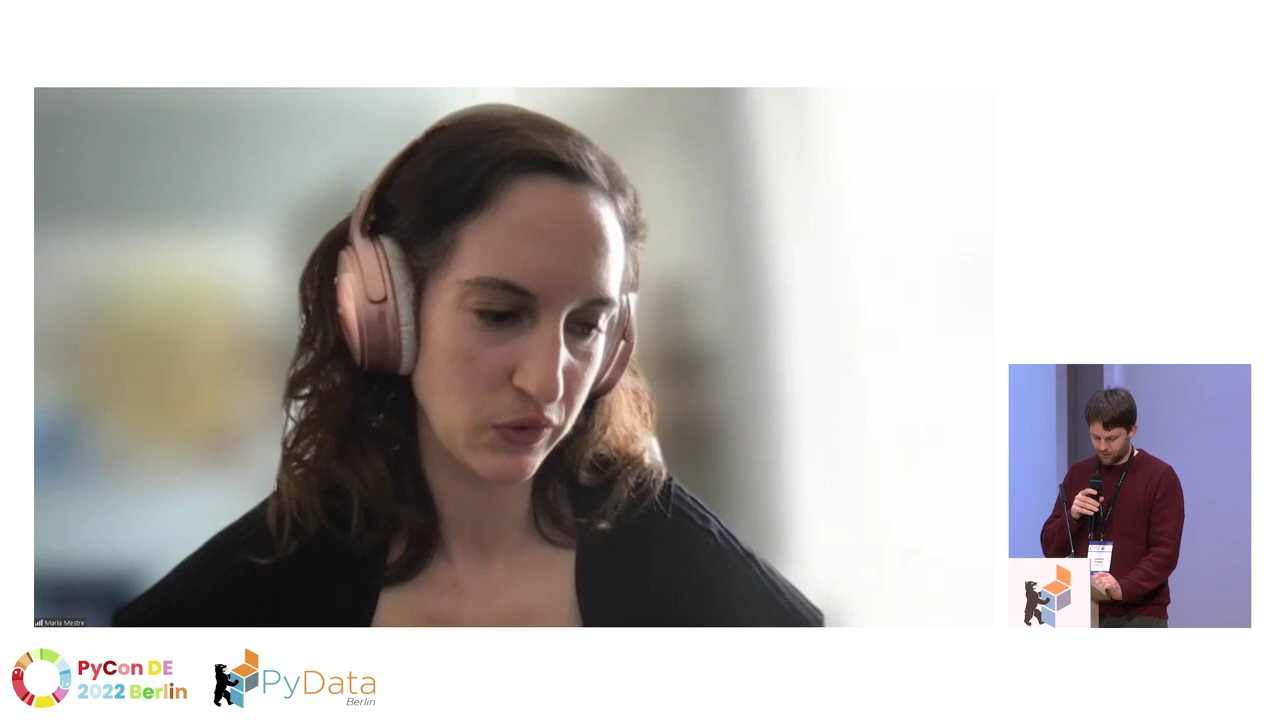 Maria Mestre
PyCon DE
2022 Berlin
PyData
Berlin